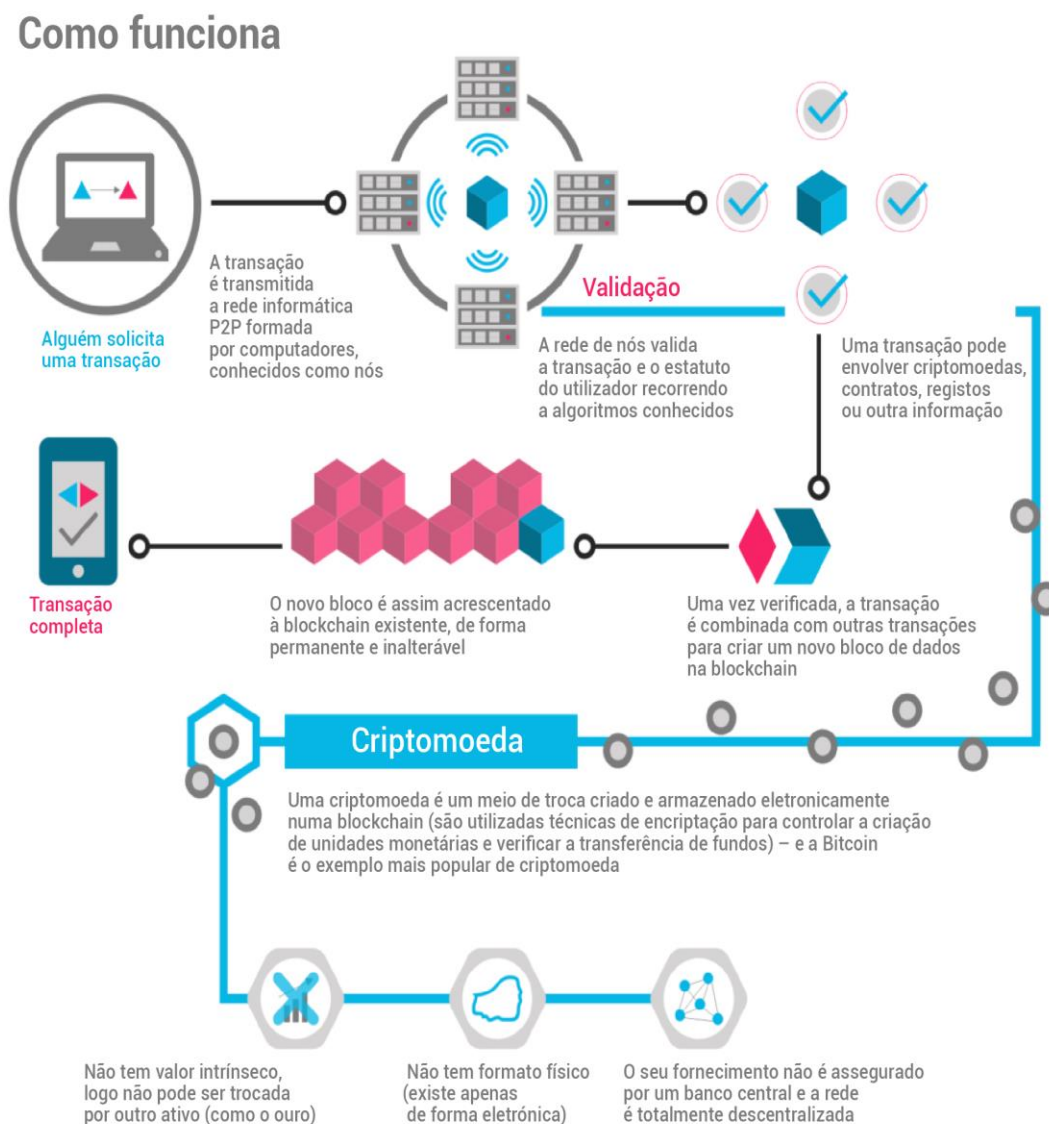 Como funciona
Alguém solicita
uma transação
A transação
é transmitida
a rede informática
P2P formada
por computadores,
conhecidos como nós
Validação
A rede de nós valida
a transação e o estatuto
do utilizador recorrendo
a algoritmos conhecidos
Uma transação pode
envolver criptomoedas,
contratos, registos
ou outra informação
Uma vez verificada, a transação
é combinada com outras transações
para criar um novo bloco de dados
na blockchain
O novo bloco é assim acrescentado
à blockchain existente, de forma
permanente e inalterável
Transação
completa
Criptomoeda
Uma criptomoeda é um meio de troca criado e armazenado eletronicamente
numa blockchain (são utilizadas técnicas de encriptação para controlar a criação
de unidades monetárias e verificar a transferência de fundos) – e a Bitcoin
é o exemplo mais popular de criptomoeda
Não tem valor intrínseco,
logo não pode ser trocada
por outro ativo (como o ouro)
Não tem formato físico
(existe apenas
de forma eletrónica)
O seu fornecimento não é assegurado
por um banco central e a rede
é totalmente descentralizada